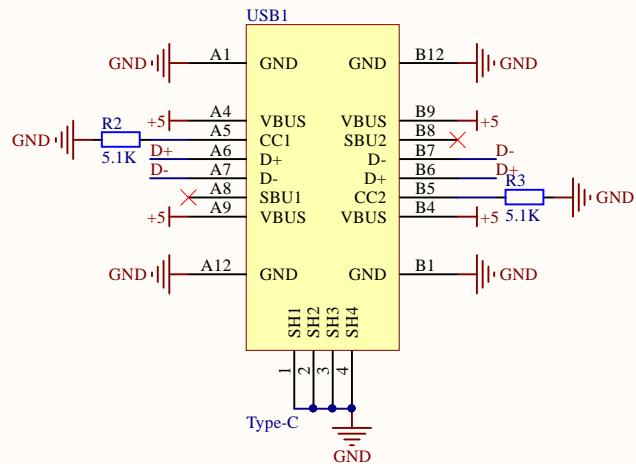 USB1
GND A1 GND GND B12 GND
+5 A4 VBUS VBUS B9 +5
R2 A5 CC1 SBU2 B8
GND 5.1K
D+ A6 D+ D- B7 D-
D- A7 D- D+ B6 D+
A8 SBU1 CC2 B5 R3
5.1K GND
+5 A9 VBUS VBUS B4 +5
GND A12 GND GND B1 GND
SH1 SH2 SH3 SH4
1 2 3 4
Type-C
GND